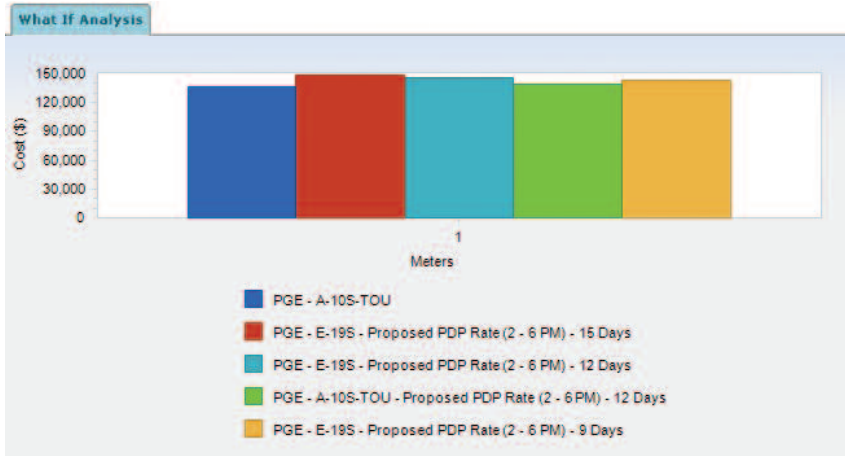 What If Analysis
150,000
120,000
90,000
60,000
30,000
0
Cost ($)
1
Meters
PGE - A-10S-TOU
PGE - E-19S - Proposed PDP Rate (2 - 6 PM) - 15 Days
PGE - E-19S - Proposed PDP Rate (2 - 6 PM) - 12 Days
PGE - A-10S-TOU - Proposed PDP Rate (2 - 6 PM) - 12 Days
PGE - E-19S - Proposed PDP Rate (2 - 6 PM) - 9 Days